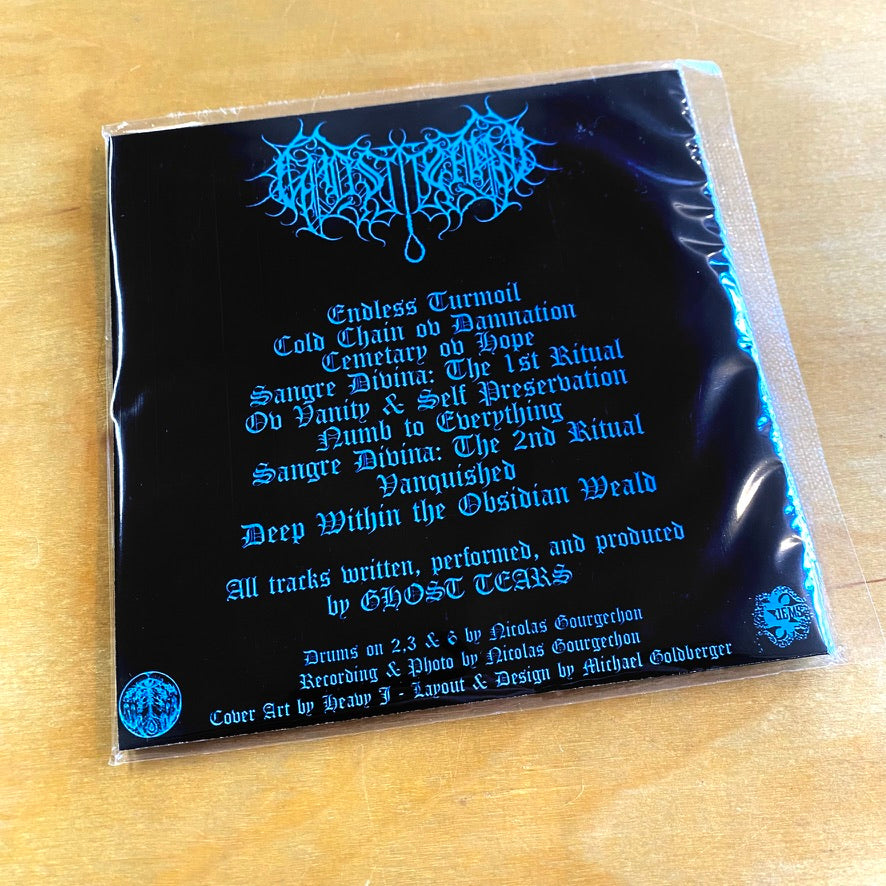 GHOST TEARS
Endless Turmoil
Cold Chain ov Damnation
Cemetary ov Hope
Sangre Divina: The 1st Ritual
Ov Vanity & Self Preservation
Numb to Everything
Sangre Divina: The 2nd Ritual
Vanquished
Deep Within the Obsidian Weald
All tracks written, performed, and produced
by GHOST TEARS
Drums on 2,3 & 6 by Nicolas Gourgechon
Recording & Photo by Nicolas Gourgechon
Cover Art by Heavy J - Layout & Design by Michael Goldberger